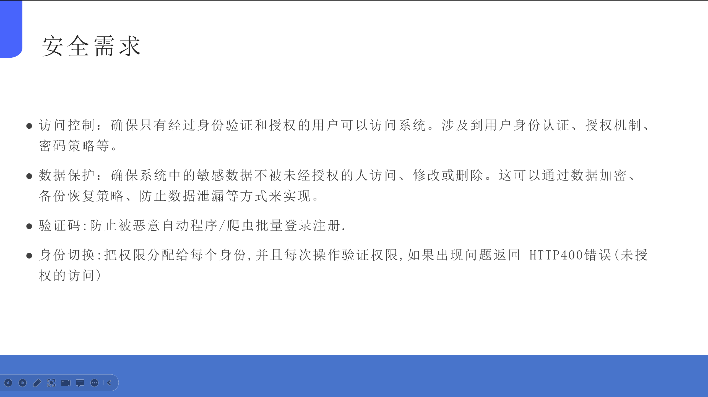 安全需求
● 访问控制：确保只有经过身份验证和授权的用户可以访问系统。涉及到用户身份认证、授权机制、
密码策略等。
● 数据保护：确保系统中的敏感数据不被未经授权的人访问、修改或删除。这可以通过数据加密、
备份恢复策略、防止数据泄漏等方式来实现。
● 验证码:防止被恶意自动程序/爬虫批量登录注册.
● 身份切换:把权限分配给每个身份,并且每次操作验证权限,如果出现问题返回 HTTP400错误(未授
权的访问)